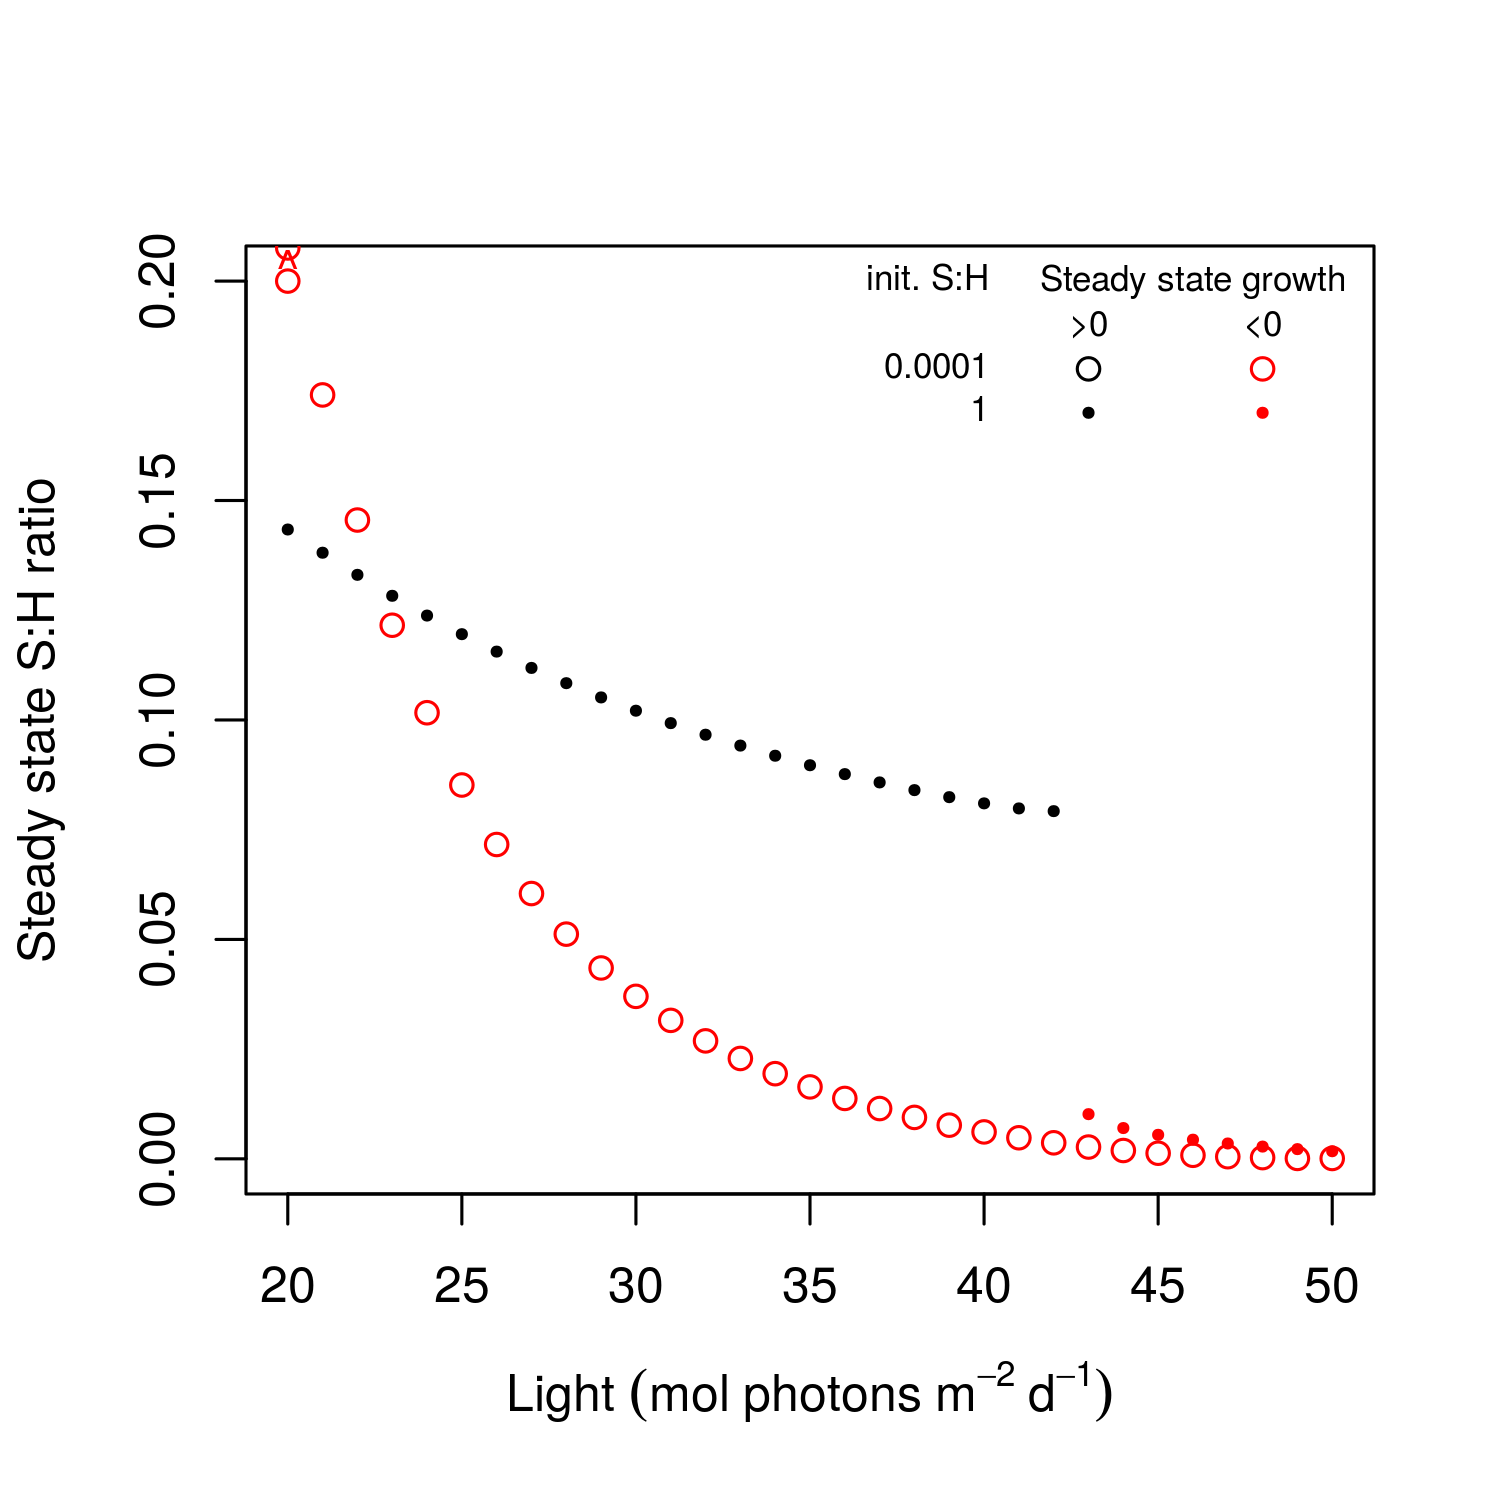 A
init. S:H Steady state growth
>0 <0
0.0001
1
Steady state S:H ratio
0.20
0.15
0.10
0.05
0.00
20 25 30 35 40 45 50
Light (mol photons m⁻² d⁻¹)